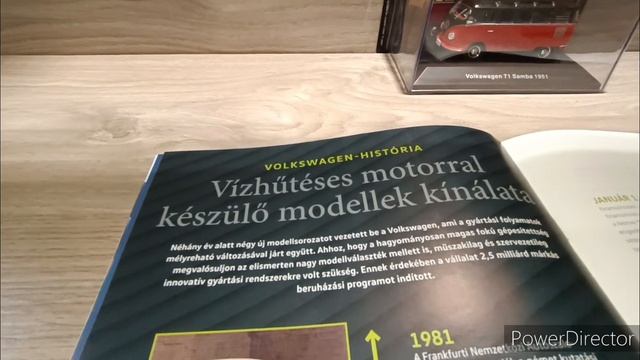 Volkswagen T1 Samba 1951
VOLKSWAGEN-HISTÓRIA
Vízhűtéses motorral
készülő modellek kínálata
Néhány év alatt négy új modellsorozatot vezetett be a Volkswagen, ami a gyártási folyamatok
mélyreható változásával járt együtt. Ahhoz, hogy a hagyományosan magas fokú gépesítettség
megvalósuljon az elismerten nagy modellválaszték mellett is, műszakilag és szervezetileg
innovatív gyártási rendszerekre volt szükség. Ennek érdekében a vállalat 2,5 milliárd márkás
beruházási programot indított.
JANUÁR 1.
1981
A Frankfurti Nemzetközi
PowerDirector